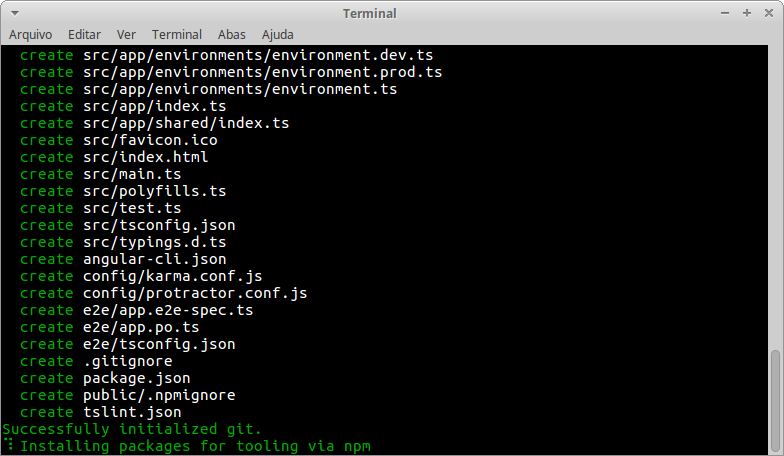 Terminal
Arquivo Editar Ver Terminal Abas Ajuda
create src/app/environments/environment.dev.ts
create src/app/environments/environment.prod.ts
create src/app/environments/environment.ts
create src/app/index.ts
create src/app/shared/index.ts
create src/favicon.ico
create src/index.html
create src/main.ts
create src/polyfills.ts
create src/test.ts
create src/tsconfig.json
create src/typings.d.ts
create angular-cli.json
create config/karma.conf.js
create config/protractor.conf.js
create e2e/app.e2e-spec.ts
create e2e/app.po.ts
create e2e/tsconfig.json
create .gitignore
create package.json
create public/.npmignore
create tslint.json
Successfully initialized git.
Installing packages for tooling via npm